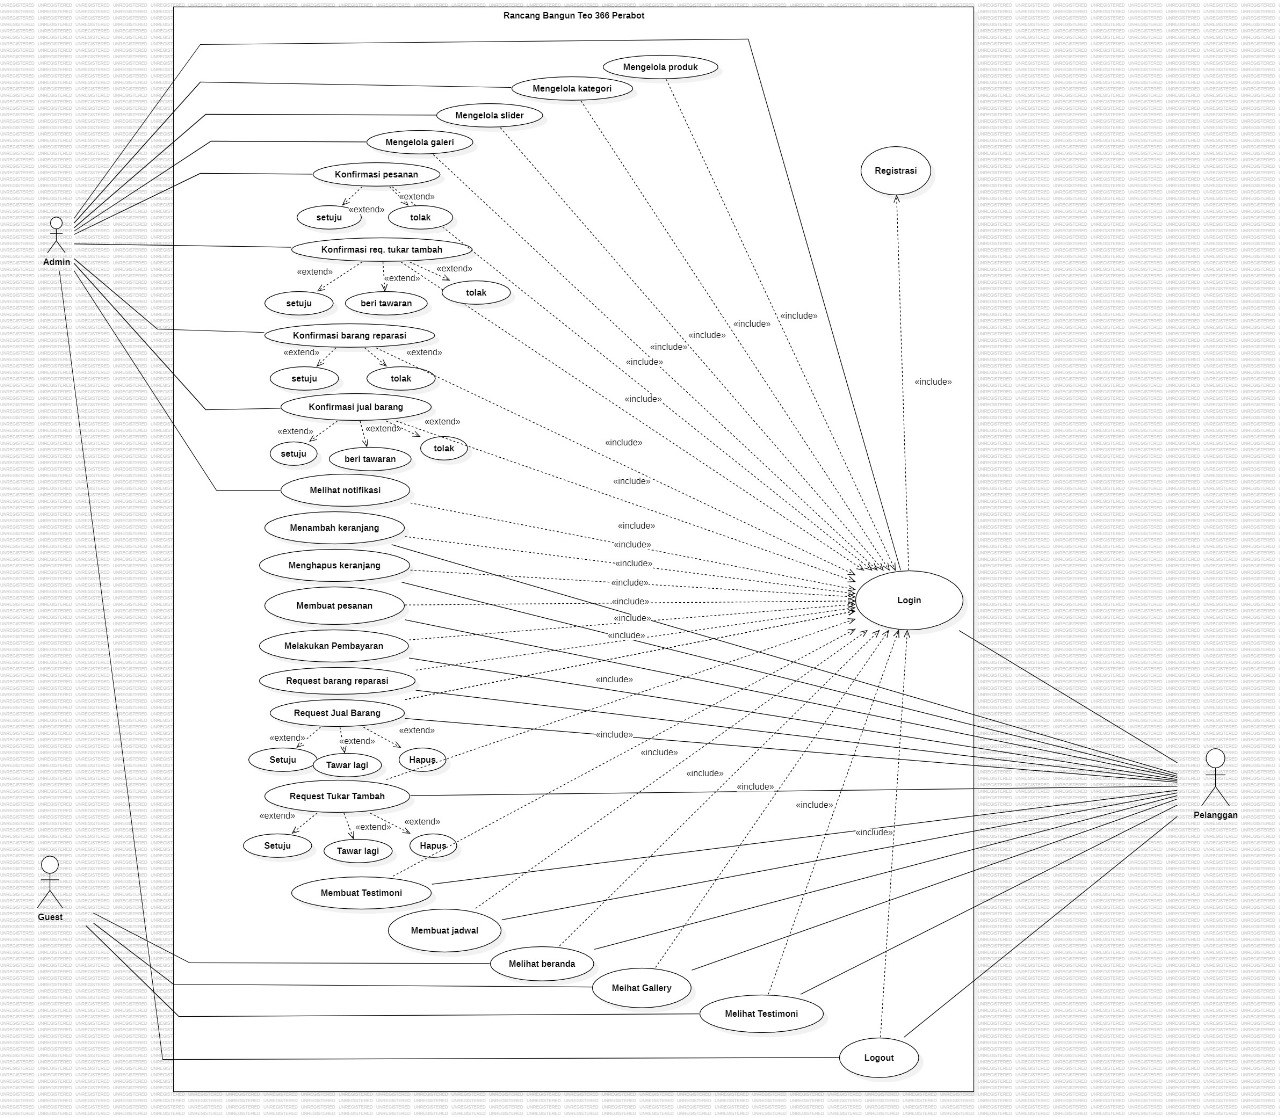 Rancang Bangun Teo 366 Perabot
Mengelola produk
Mengelola kategori
Mengelola slider
Mengelola galeri
Registrasi
Konfirmasi pesanan
«extend»
«extend»
setuju
tolak
Admin
Konfirmasi req. tukar tambah
«extend»
«extend»
«extend»
setuju
beri tawaran
tolak
«include»
«include»
«include»
«include»
«include»
Konfirmasi barang reparasi
«extend»
«extend»
setuju
tolak
«include»
«include»
Konfirmasi jual barang
«extend»
«extend»
«extend»
setuju
beri tawaran
tolak
«include»
«include»
Melihat notifikasi
«include»
Menambah keranjang
«include»
Menghapus keranjang
«include»
«include»
Membuat pesanan
«include»
Login
«include»
Melakukan Pembayaran
«include»
Request barang reparasi
«include»
Request Jual Barang
«extend»
«extend»
«extend»
Setuju
Tawar lagi
Hapus
«include»
«include»
«include»
«include»
«include»
«include»
Request Tukar Tambah
«extend»
«extend»
«extend»
Setuju
Tawar lagi
Hapus
Pelanggan
Membuat Testimoni
Guest
Membuat jadwal
Melihat beranda
Meihat Gallery
Melihat Testimoni
Logout
UNREGISTERED